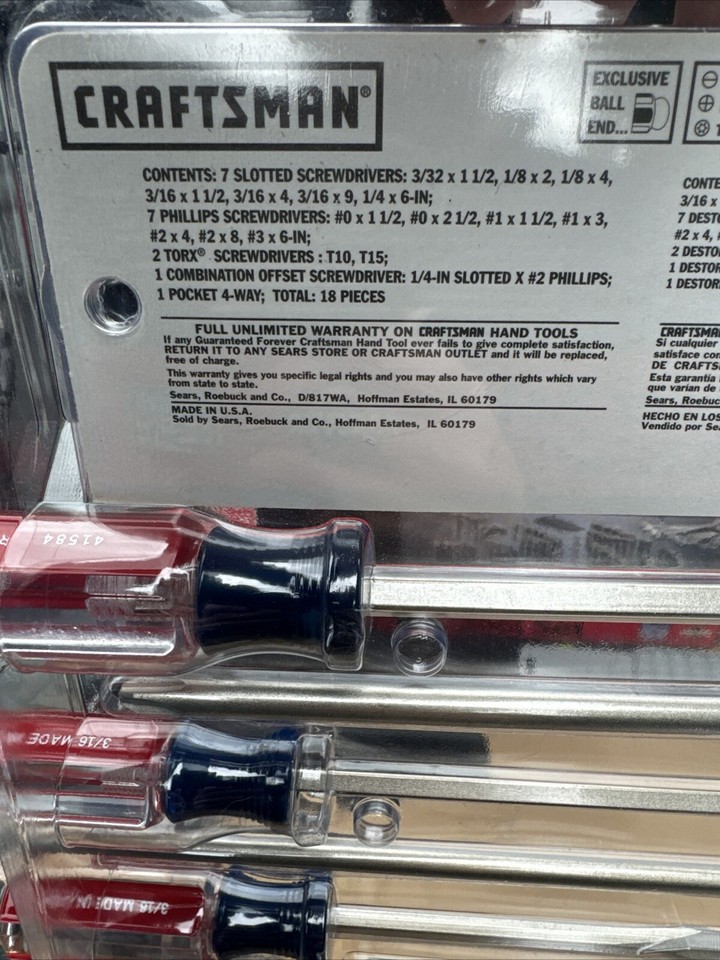 CRAFTSMAN®
EXCLUSIVE
BALL
END...
CONTENTS: 7 SLOTTED SCREWDRIVERS: 3/32 x 1 1/2, 1/8 x 2, 1/8 x 4,
3/16 x 1 1/2, 3/16 x 4, 3/16 x 9, 1/4 x 6-IN;
7 PHILLIPS SCREWDRIVERS: #0 x 1 1/2, #0 x 2 1/2, #1 x 1 1/2, #1 x 3,
#2 x 4, #2 x 8, #3 x 6-IN;
2 TORX® SCREWDRIVERS : T10, T15;
1 COMBINATION OFFSET SCREWDRIVER: 1/4-IN SLOTTED X #2 PHILLIPS;
1 POCKET 4-WAY; TOTAL: 18 PIECES
FULL UNLIMITED WARRANTY ON CRAFTSMAN HAND TOOLS
If any Guaranteed Forever Craftsman Hand Tool ever fails to give complete satisfaction,
RETURN IT TO ANY SEARS STORE OR CRAFTSMAN OUTLET and it will be replaced,
free of charge.
This warranty gives you specific legal rights and you may also have other rights which vary
from state to state.
Sears, Roebuck and Co., D/817WA, Hoffman Estates, IL 60179
MADE IN U.S.A.
Sold by Sears, Roebuck and Co., Hoffman Estates, IL 60179
CONTE
3/16 x
7 DEST
#2 x 4,
2 DESTO
1 DESTOR
1 DESTOR
CRAFTSMA
Si cualquier
satisface con
DE CRAFTS
Esta garantía
que varían de
Sears, Roebuc
HECHO EN LOS
Vendido por Se
41584
3/16 MADE
3/16 MADE IN